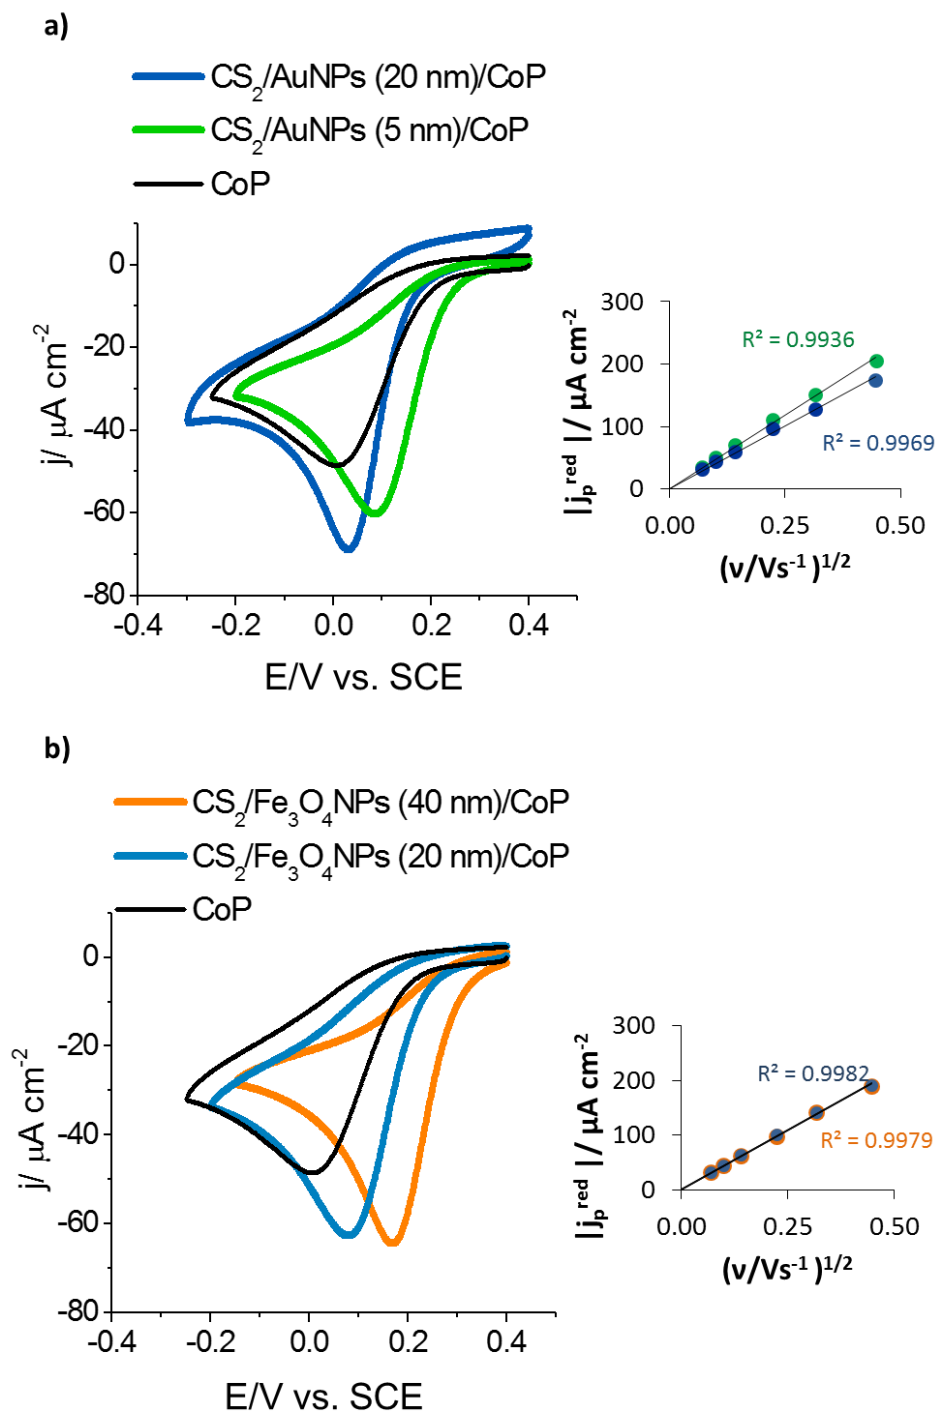 a)
CS₂/AuNPs (20 nm)/CoP
CS₂/AuNPs (5 nm)/CoP
CoP
0
-20
-40
-60
-80
j/ μA cm⁻²
-0.4 -0.2 0.0 0.2 0.4
E/V vs. SCE
300
200
100
0
|jₚʳᵉᵈ | / μA cm⁻²
R² = 0.9936
R² = 0.9969
0.00 0.25 0.50
(ν/Vs⁻¹ )¹/²
b)
CS₂/Fe₃O₄NPs (40 nm)/CoP
CS₂/Fe₃O₄NPs (20 nm)/CoP
CoP
0
-20
-40
-60
-80
j/ μA cm⁻²
-0.4 -0.2 0.0 0.2 0.4
E/V vs. SCE
300
200
100
0
|jₚʳᵉᵈ | / μA cm⁻²
R² = 0.9982
R² = 0.9979
0.00 0.25 0.50
(ν/Vs⁻¹ )¹/²